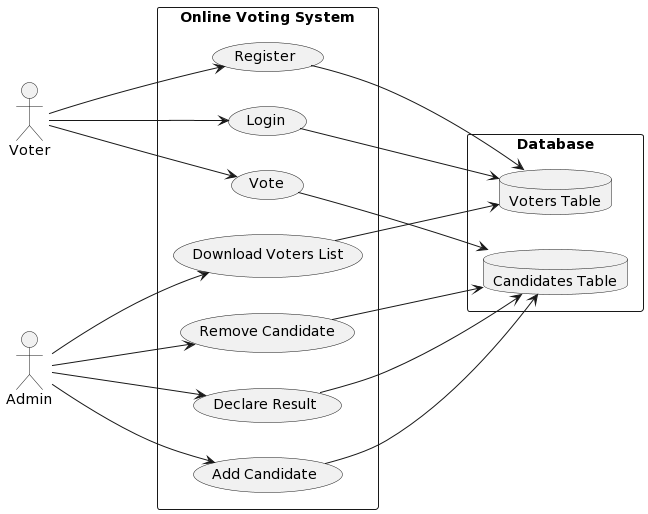 Online Voting System
Register
Login
Voter
Vote
Database
Voters Table
Download Voters List
Candidates Table
Remove Candidate
Admin
Declare Result
Add Candidate